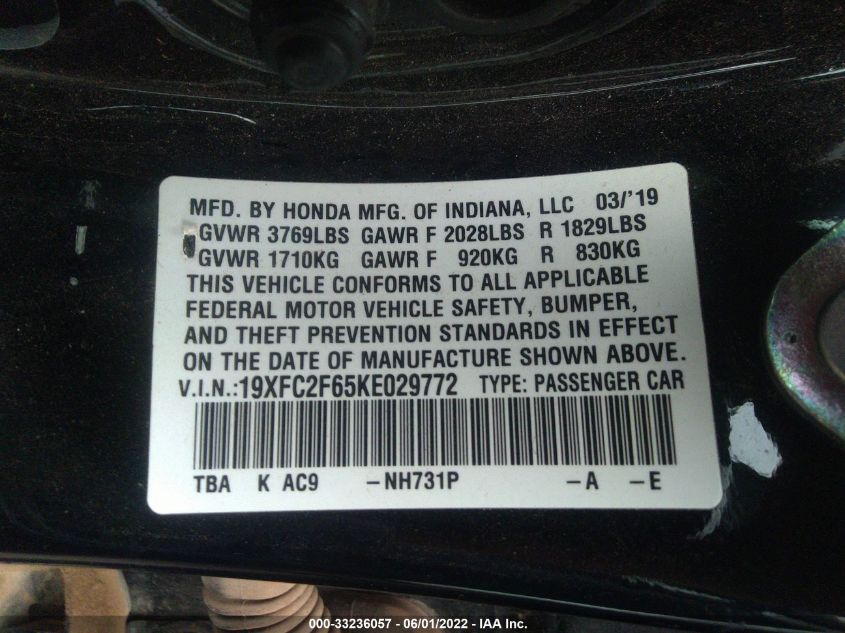 MFD. BY HONDA MFG. OF INDIANA, LLC 03/'19
GVWR 3769LBS GAWR F 2028LBS R 1829LBS
GVWR 1710KG GAWR F 920KG R 830KG
THIS VEHICLE CONFORMS TO ALL APPLICABLE
FEDERAL MOTOR VEHICLE SAFETY, BUMPER,
AND THEFT PREVENTION STANDARDS IN EFFECT
ON THE DATE OF MANUFACTURE SHOWN ABOVE.
V.I.N.:19XFC2F65KE029772 TYPE: PASSENGER CAR
TBA K AC9 –NH731P –A –E
000-33236057 - 06/01/2022 - IAA Inc.